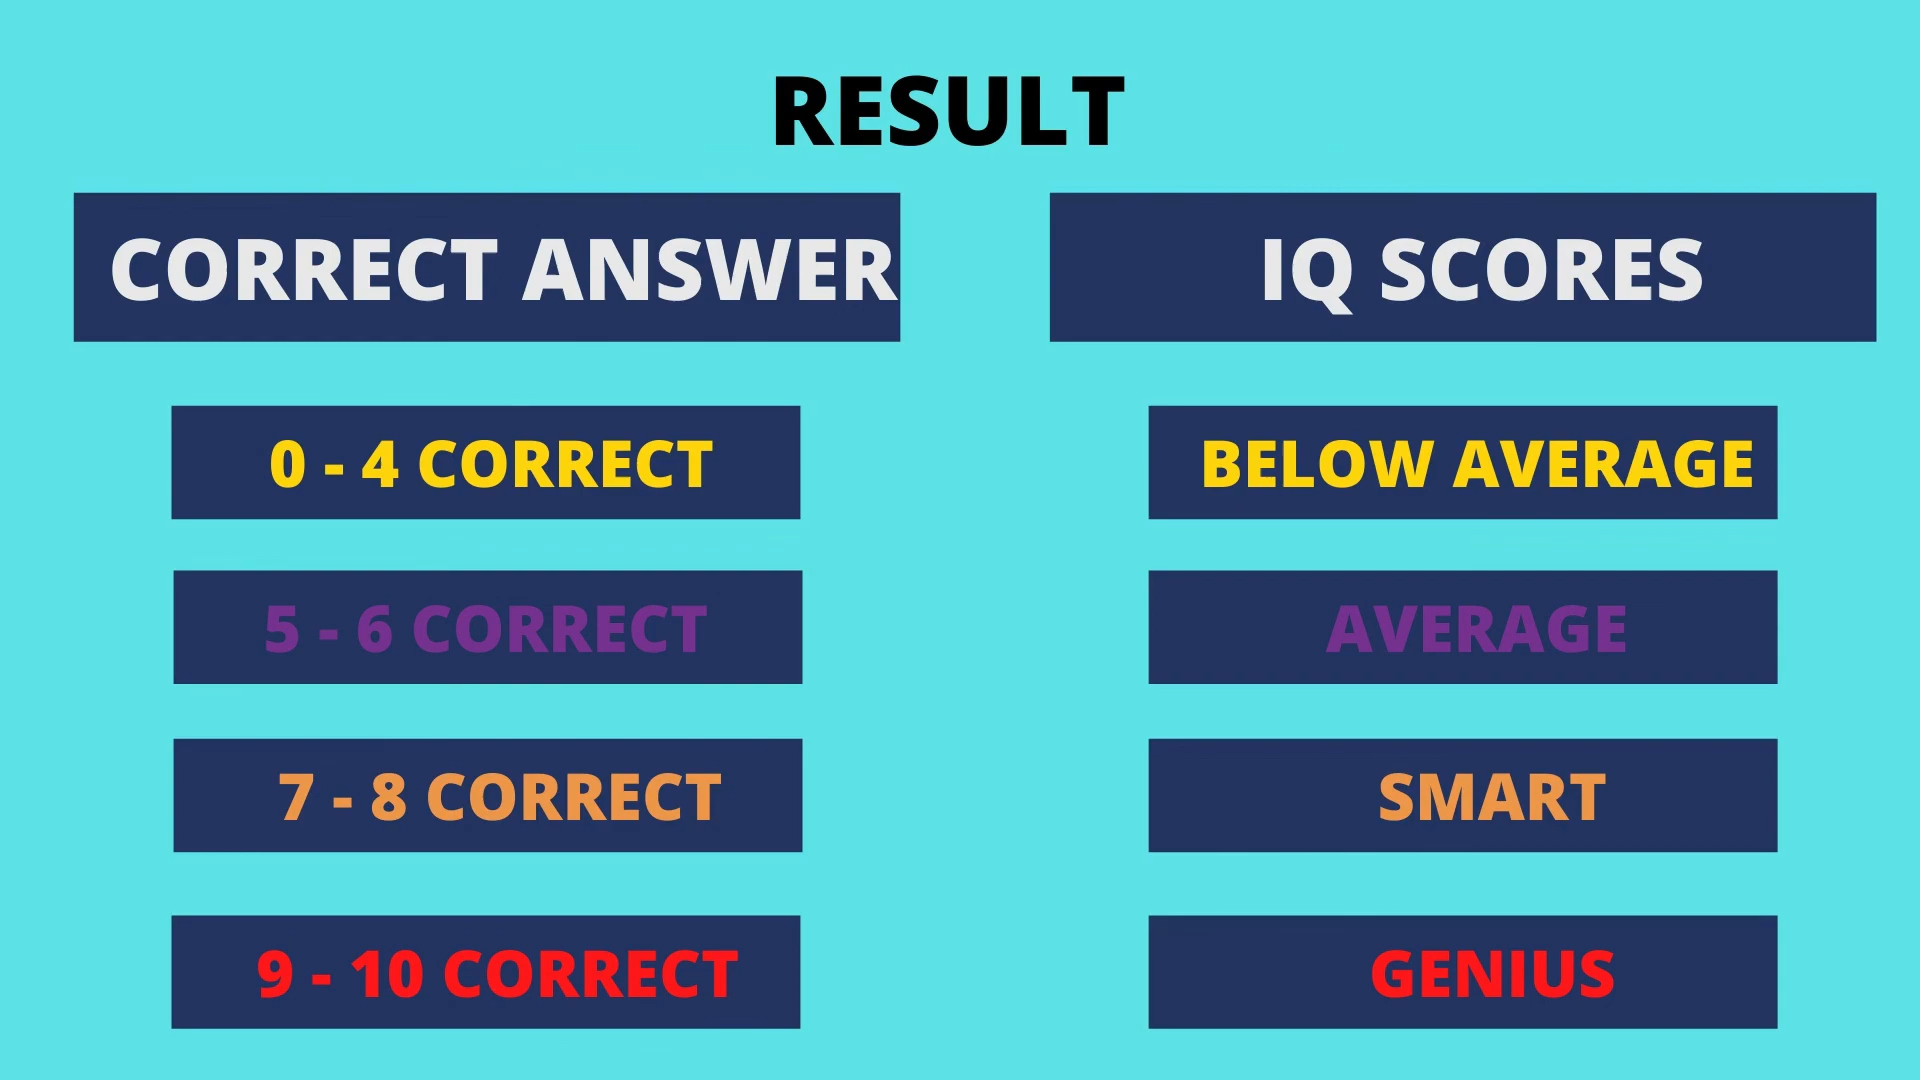 RESULT
CORRECT ANSWER
IQ SCORES
0 - 4 CORRECT
BELOW AVERAGE
5 - 6 CORRECT
AVERAGE
7 - 8 CORRECT
SMART
9 - 10 CORRECT
GENIUS